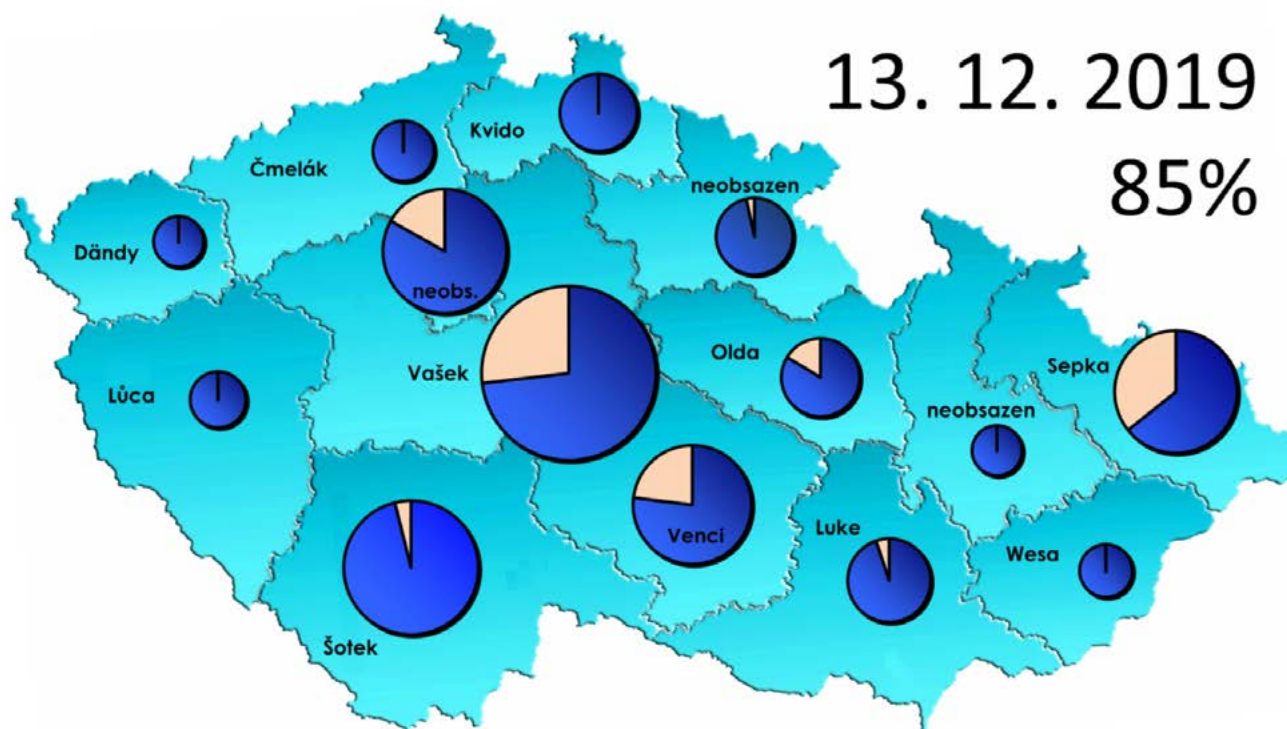 13. 12. 2019
85%
Kvido
Čmelák
neobsazen
Dändy
neobs.
Olda
Vašek
Sepka
Lůca
neobsazen
Venci
Luke
Wesa
Šotek